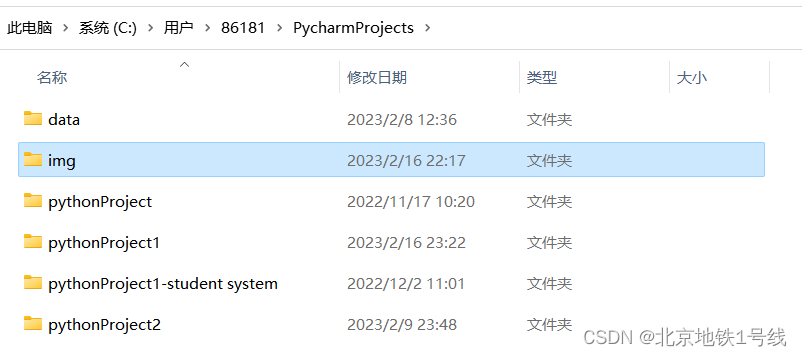 此电脑 > 系统 (C:) > 用户 > 86181 > PycharmProjects >
名称 修改日期 类型 大小
data 2023/2/8 12:36 文件夹
img 2023/2/16 22:17 文件夹
pythonProject 2022/11/17 10:20 文件夹
pythonProject1 2023/2/16 23:22 文件夹
pythonProject1-student system 2022/12/2 11:01 文件夹
pythonProject2 2023/2/9 23:48 文件夹
CSDN @北京地铁1号线